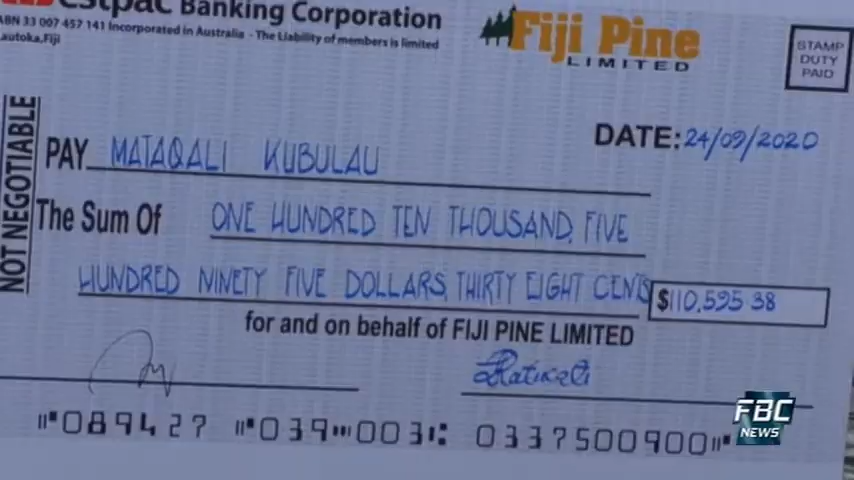 Banking Corporation
ABN 33 007 457 141 Incorporated in Australia - The Liability of members is limited
autoka,Fiji
Fiji Pine
LIMITED
STAMP
DUTY
PAID
NOT NEGOTIABLE
DATE: 24/09/2020
PAY MATAQALI KUBULAU
The Sum Of ONE HUNDRED TEN THOUSAND, FIVE
HUNDRED NINETY FIVE DOLLARS, THIRTY EIGHT CENTS
$110,595.38
for and on behalf of FIJI PINE LIMITED
⑈089427 ⑈039⑉003⑆ 0337500900⑈
FBC
NEWS